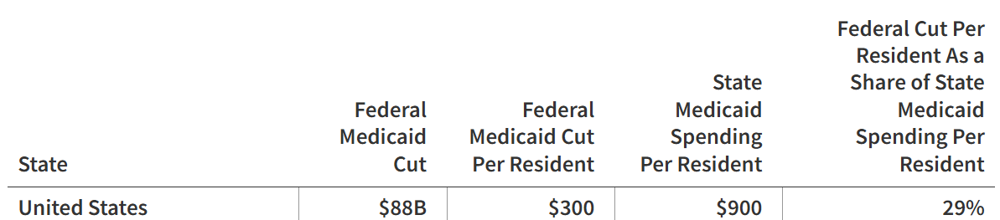 State
Federal
Medicaid
Cut
Federal
Medicaid Cut
Per Resident
State
Medicaid
Spending
Per Resident
Federal Cut Per
Resident As a
Share of State
Medicaid
Spending Per
Resident
United States $88B $300 $900 29%